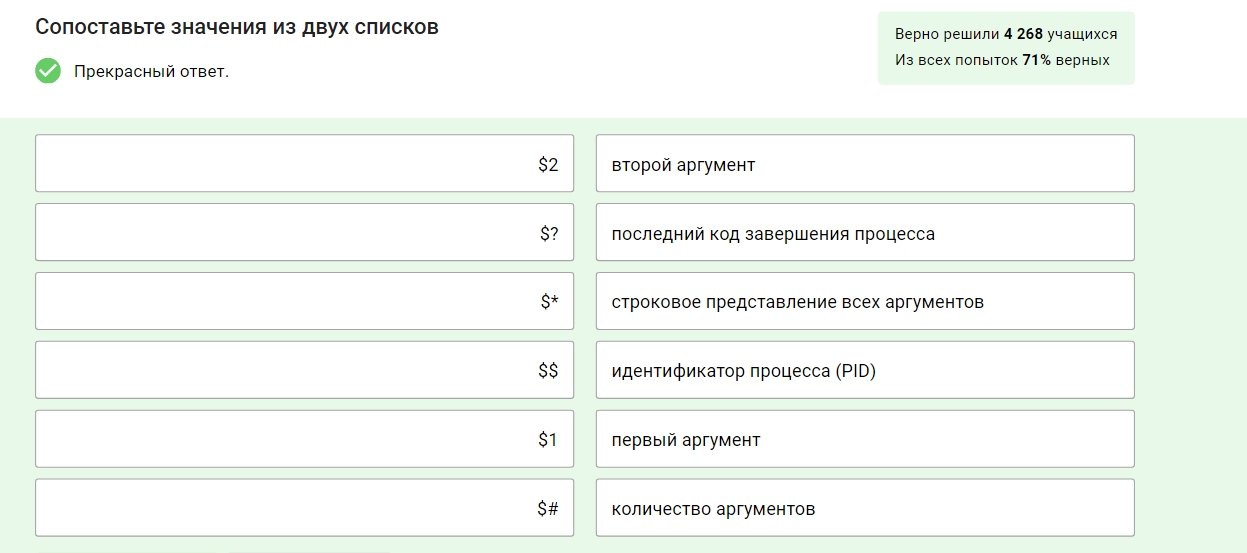 Сопоставьте значения из двух списков
Прекрасный ответ.
Верно решили 4 268 учащихся
Из всех попыток 71% верных
$2 второй аргумент
$? последний код завершения процесса
$* строковое представление всех аргументов
$$ идентификатор процесса (PID)
$1 первый аргумент
$# количество аргументов